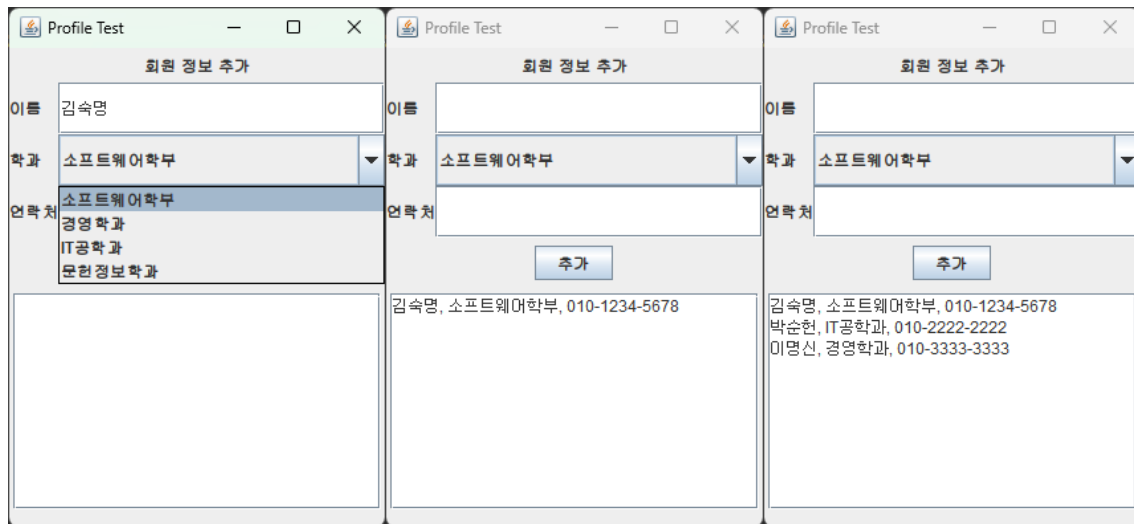 Profile Test
회원 정보 추가
이름
김숙명
학과
소프트웨어학부
연락처
소프트웨어학부
경영학과
IT공학과
문헌정보학과
Profile Test
회원 정보 추가
이름
학과
소프트웨어학부
연락처
추가
김숙명, 소프트웨어학부, 010-1234-5678
Profile Test
회원 정보 추가
이름
학과
소프트웨어학부
연락처
추가
김숙명, 소프트웨어학부, 010-1234-5678
박순헌, IT공학과, 010-2222-2222
이명신, 경영학과, 010-3333-3333